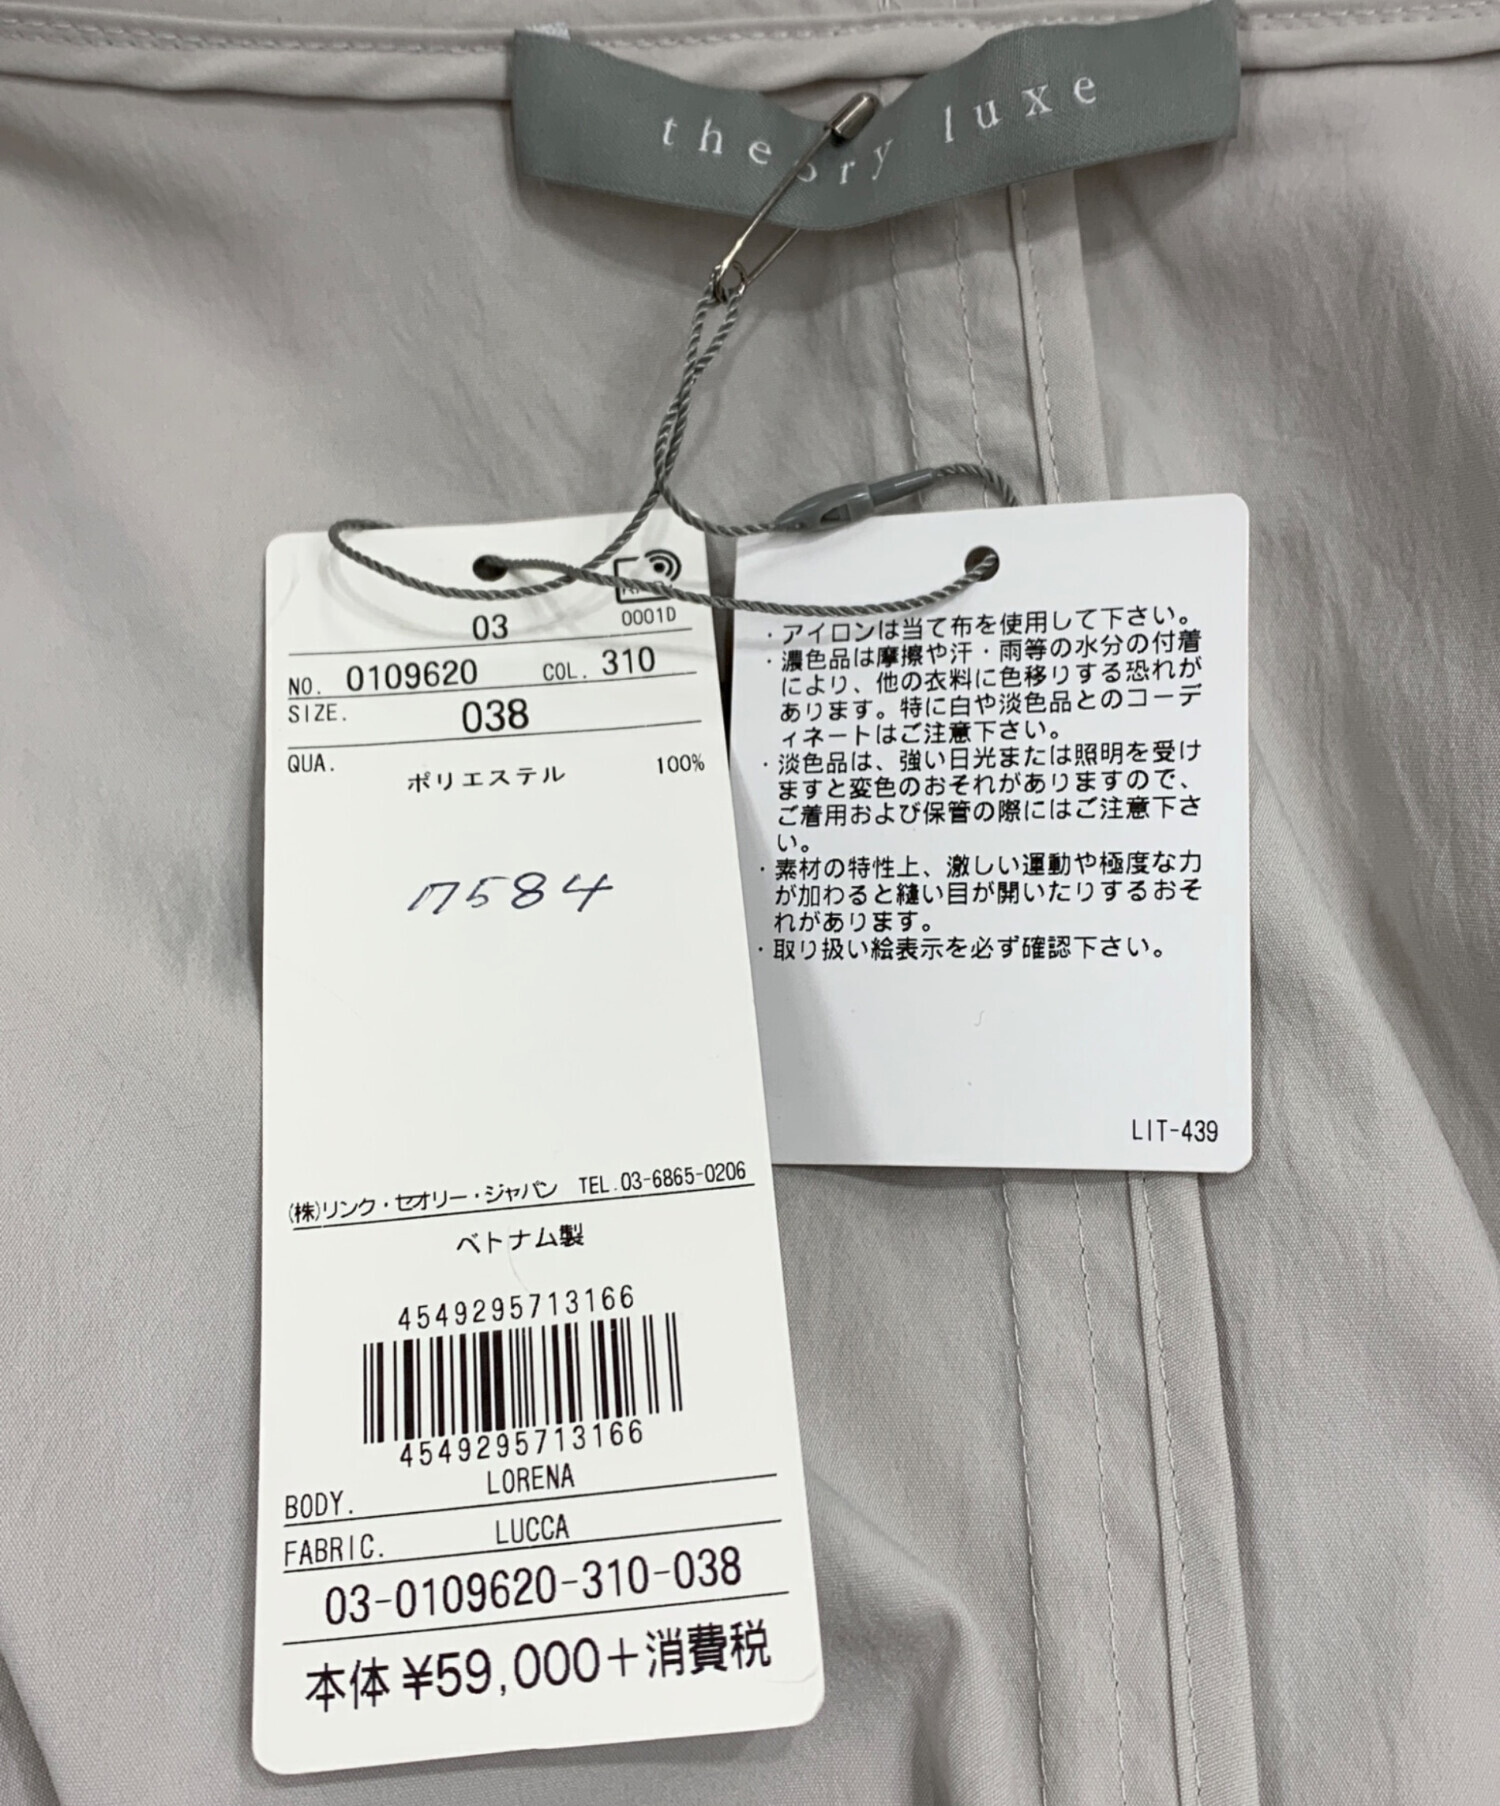 theory luxe
03
0001D
NO. 0109620 COL. 310
SIZE. 038
QUA. ポリエステル 100%
7584
(株)リンク・セオリー・ジャパン TEL.03-6865-0206
ベトナム製
4549295713166
4549295713166
BODY. LORENA
FABRIC. LUCCA
03-0109620-310-038
本体¥59,000+消費税
・アイロンは当て布を使用して下さい。
・濃色品は摩擦や汗・雨等の水分の付着
により、他の衣料に色移りする恐れが
あります。特に白や淡色品とのコーデ
ィネートはご注意下さい。
・淡色品は、強い日光または照明を受け
ますと変色のおそれがありますので、
ご着用および保管の際にはご注意下さ
い。
・素材の特性上、激しい運動や極度な力
が加わると縫い目が開いたりするおそ
れがあります。
・取り扱い絵表示を必ず確認下さい。
LIT-439